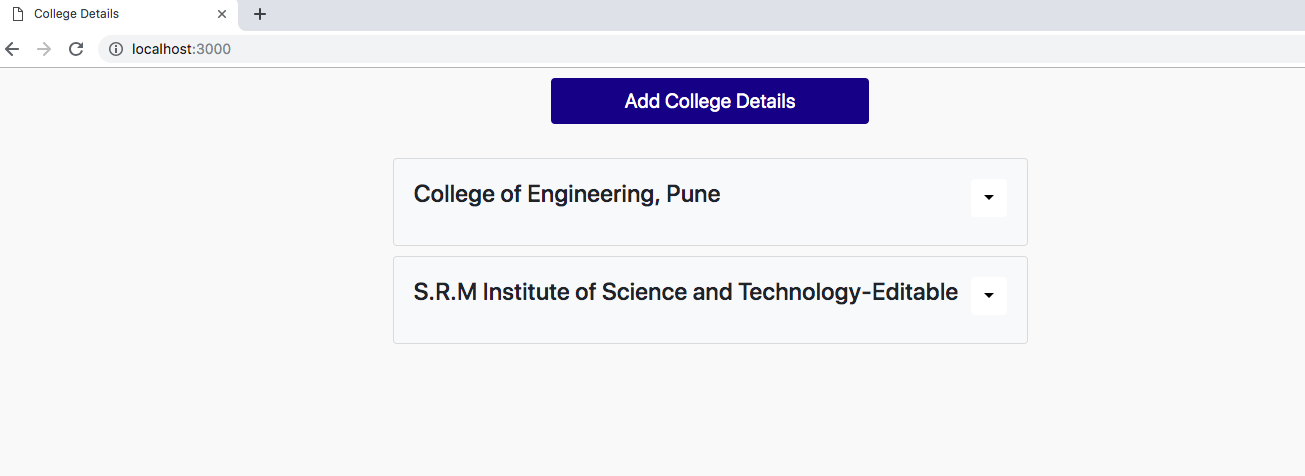 College Details
localhost:3000
Add College Details
College of Engineering, Pune
S.R.M Institute of Science and Technology-Editable